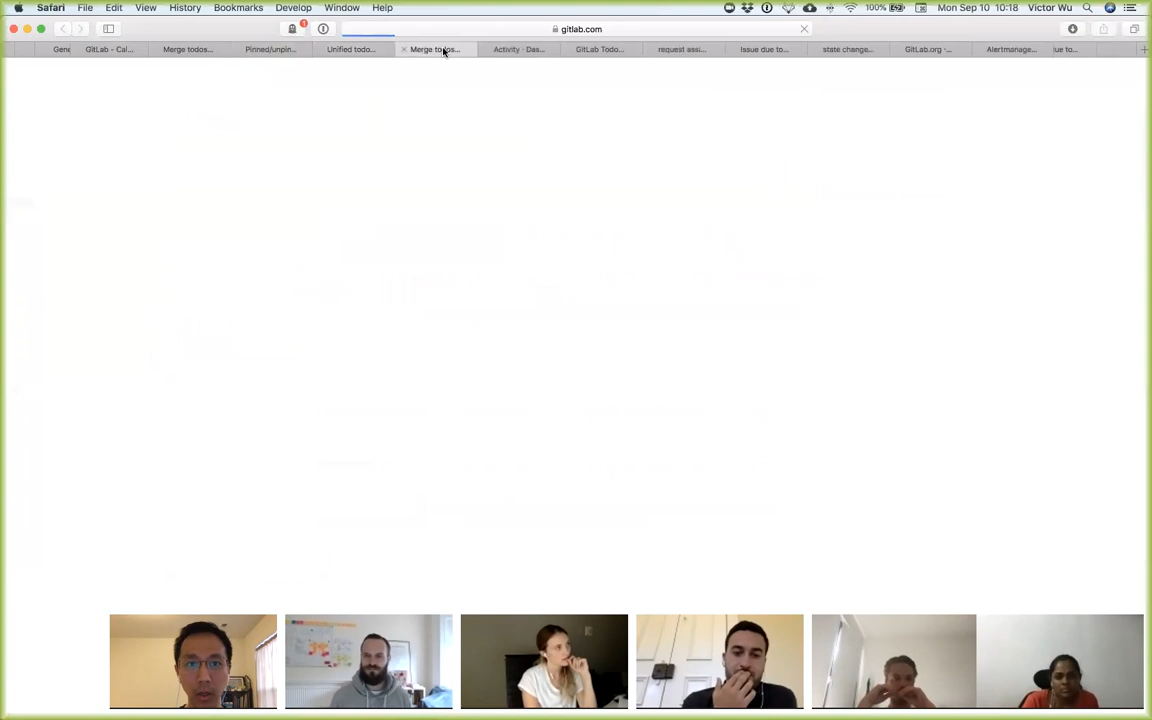 Safari File Edit View History Bookmarks Develop Window Help 100% Mon Sep 10 10:18 Victor Wu
1 gitlab.com
Gene GitLab - Cal... Merge todos... Pinned/unpin... Unified todo... Merge todos... Activity · Das... GitLab Todo... request assi... Issue due to... state change... GitLab.org ·... Alertmanage... ue to...